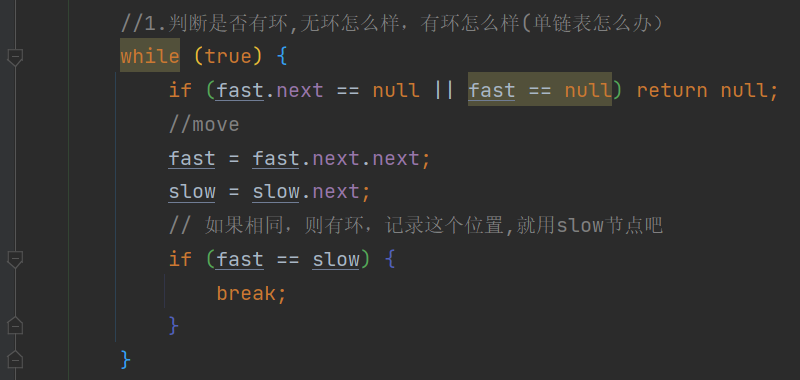 //1.判断是否有环,无环怎么样，有环怎么样(单链表怎么办）
while (true) {
if (fast.next == null || fast == null) return null;
//move
fast = fast.next.next;
slow = slow.next;
// 如果相同，则有环，记录这个位置,就用slow节点吧
if (fast == slow) {
break;
}
}